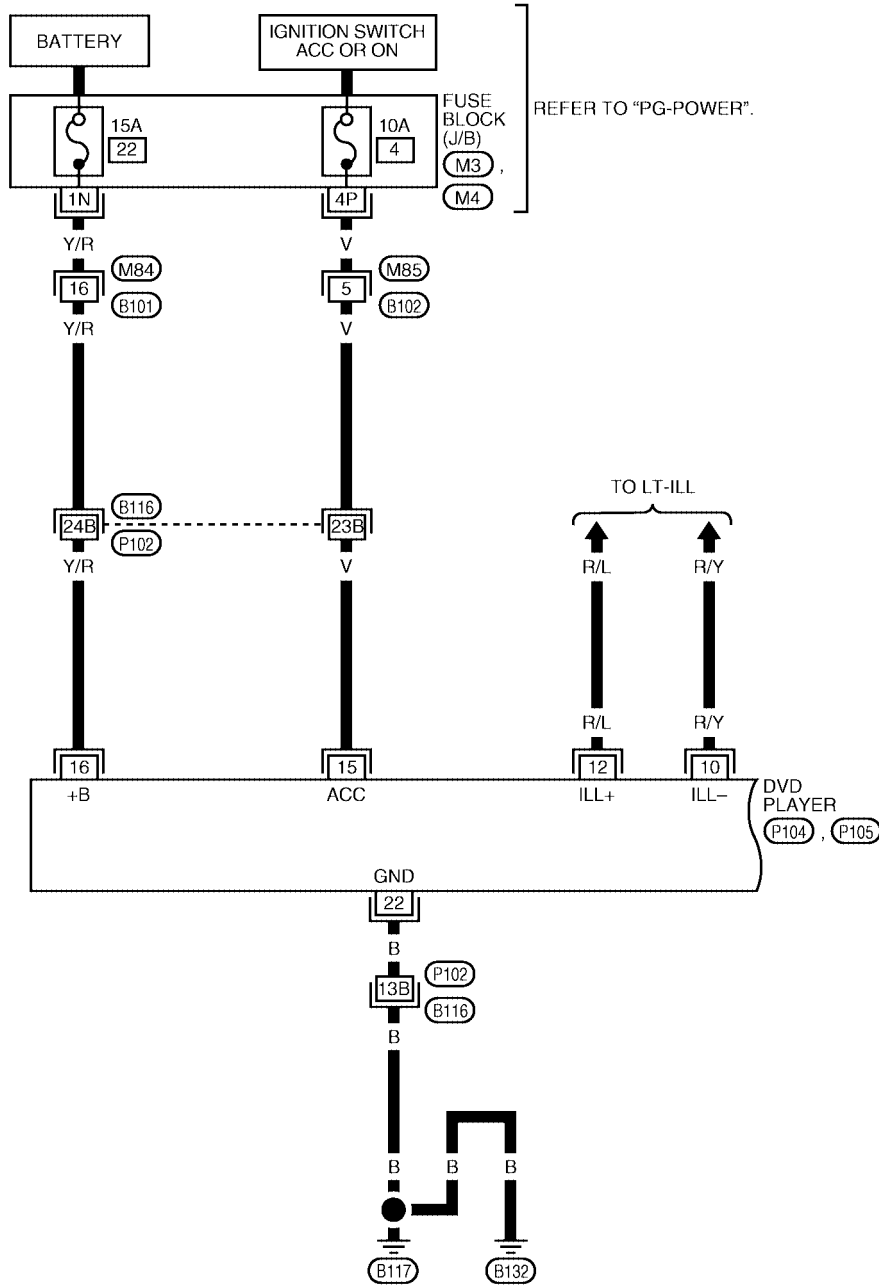 BATTERY
IGNITION SWITCH
ACC OR ON
15A
22
10A
4
FUSE
BLOCK
(J/B)
M3 ,
M4
REFER TO "PG-POWER".
1N
4P
Y/R
V
16
M84
B101
5
M85
B102
Y/R
V
24B
B116
P102
23B
TO LT-ILL
Y/R
V
R/L
R/Y
R/L
R/Y
16
15
12
10
+B
ACC
ILL+
ILL–
DVD
PLAYER
P104 , P105
GND
22
B
13B
P102
B116
B
B
B
B
B117
B132